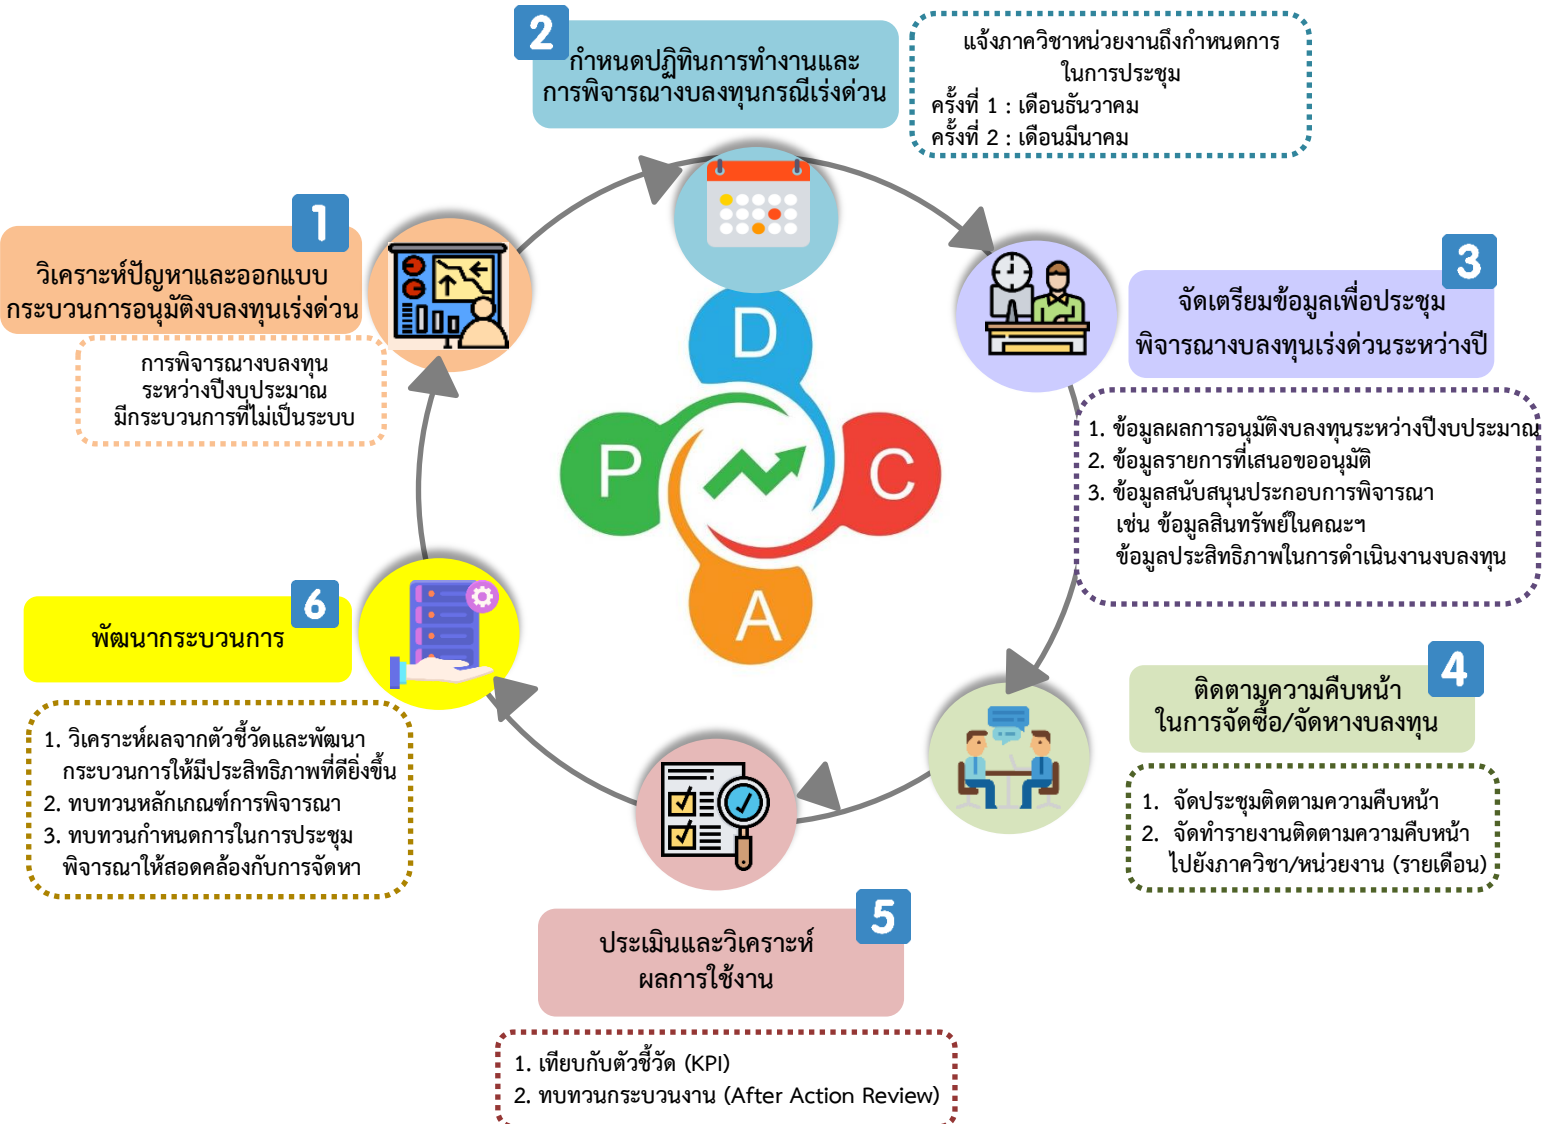 1
วิเคราะห์ปัญหาและออกแบบ
กระบวนการอนุมัติงบลงทุนเร่งด่วน
การพิจารณางบลงทุน
ระหว่างปีงบประมาณ
มีกระบวนการที่ไม่เป็นระบบ
2
กำหนดปฏิทินการทำงานและ
การพิจารณางบลงทุนกรณีเร่งด่วน
แจ้งภาควิชาหน่วยงานถึงกำหนดการ
ในการประชุม
ครั้งที่ 1 : เดือนธันวาคม
ครั้งที่ 2 : เดือนมีนาคม
3
จัดเตรียมข้อมูลเพื่อประชุม
พิจารณางบลงทุนเร่งด่วนระหว่างปี
1. ข้อมูลผลการอนุมัติงบลงทุนระหว่างปีงบประมาณ
2. ข้อมูลรายการที่เสนอขออนุมัติ
3. ข้อมูลสนับสนุนประกอบการพิจารณา
เช่น ข้อมูลสินทรัพย์ในคณะฯ
ข้อมูลประสิทธิภาพในการดำเนินงานงบลงทุน
4
ติดตามความคืบหน้า
ในการจัดซื้อ/จัดหางบลงทุน
1. จัดประชุมติดตามความคืบหน้า
2. จัดทำรายงานติดตามความคืบหน้า
ไปยังภาควิชา/หน่วยงาน (รายเดือน)
5
ประเมินและวิเคราะห์
ผลการใช้งาน
1. เทียบกับตัวชี้วัด (KPI)
2. ทบทวนกระบวนงาน (After Action Review)
6
พัฒนากระบวนการ
1. วิเคราะห์ผลจากตัวชี้วัดและพัฒนา
กระบวนการให้มีประสิทธิภาพที่ดียิ่งขึ้น
2. ทบทวนหลักเกณฑ์การพิจารณา
3. ทบทวนกำหนดการในการประชุม
พิจารณาให้สอดคล้องกับการจัดหา
P
D
C
A